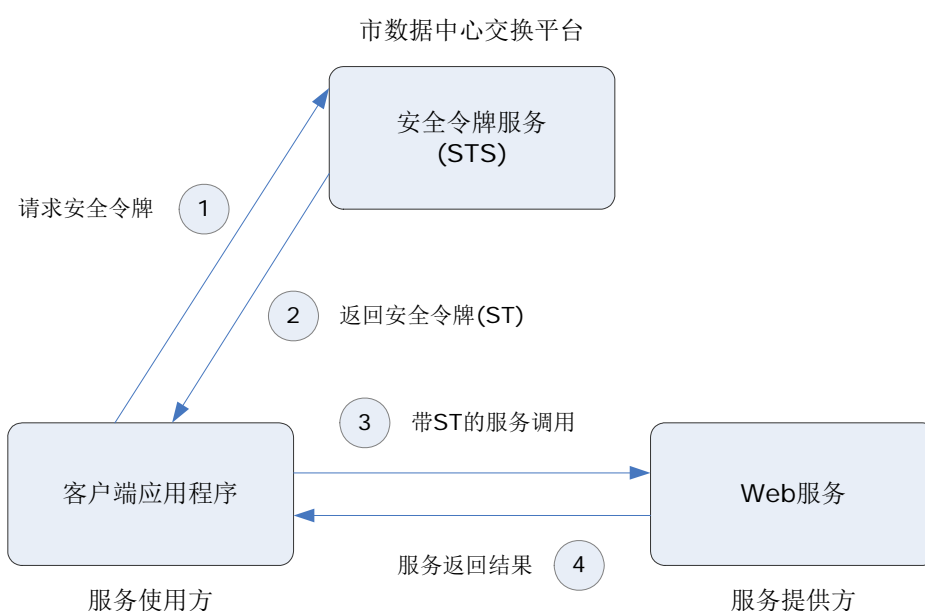 市数据中心交换平台
安全令牌服务
(STS)
请求安全令牌
1
2
返回安全令牌(ST)
3
带ST的服务调用
客户端应用程序
Web服务
服务返回结果
4
服务使用方
服务提供方